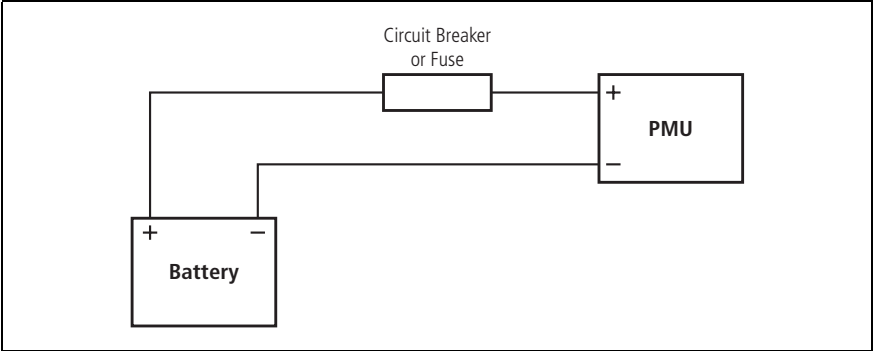 Circuit Breaker
or Fuse
+
PMU
−
+ −
Battery